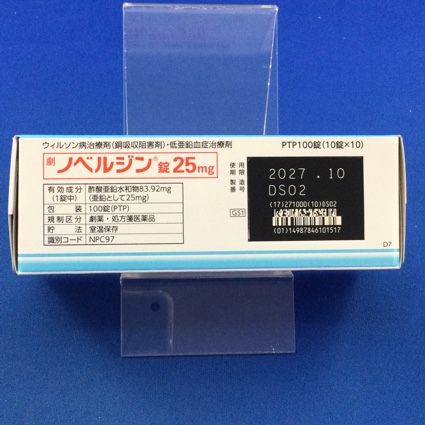 ウィルソン病治療剤(銅吸収阻害剤)・低亜鉛血症治療剤
PTP100錠(10錠×10)
劇 ノベルジン®錠25mg
有効成分(1錠中) 酢酸亜鉛水和物83.92mg
(亜鉛として25mg)
包装 100錠(PTP)
規制区分 劇薬・処方箋医薬品
貯法 室温保存
識別コード NPC97
使用期限
製造番号
2027.10
DS02
(17)271000(10)DS02
(01)14987846101517
G51
D7